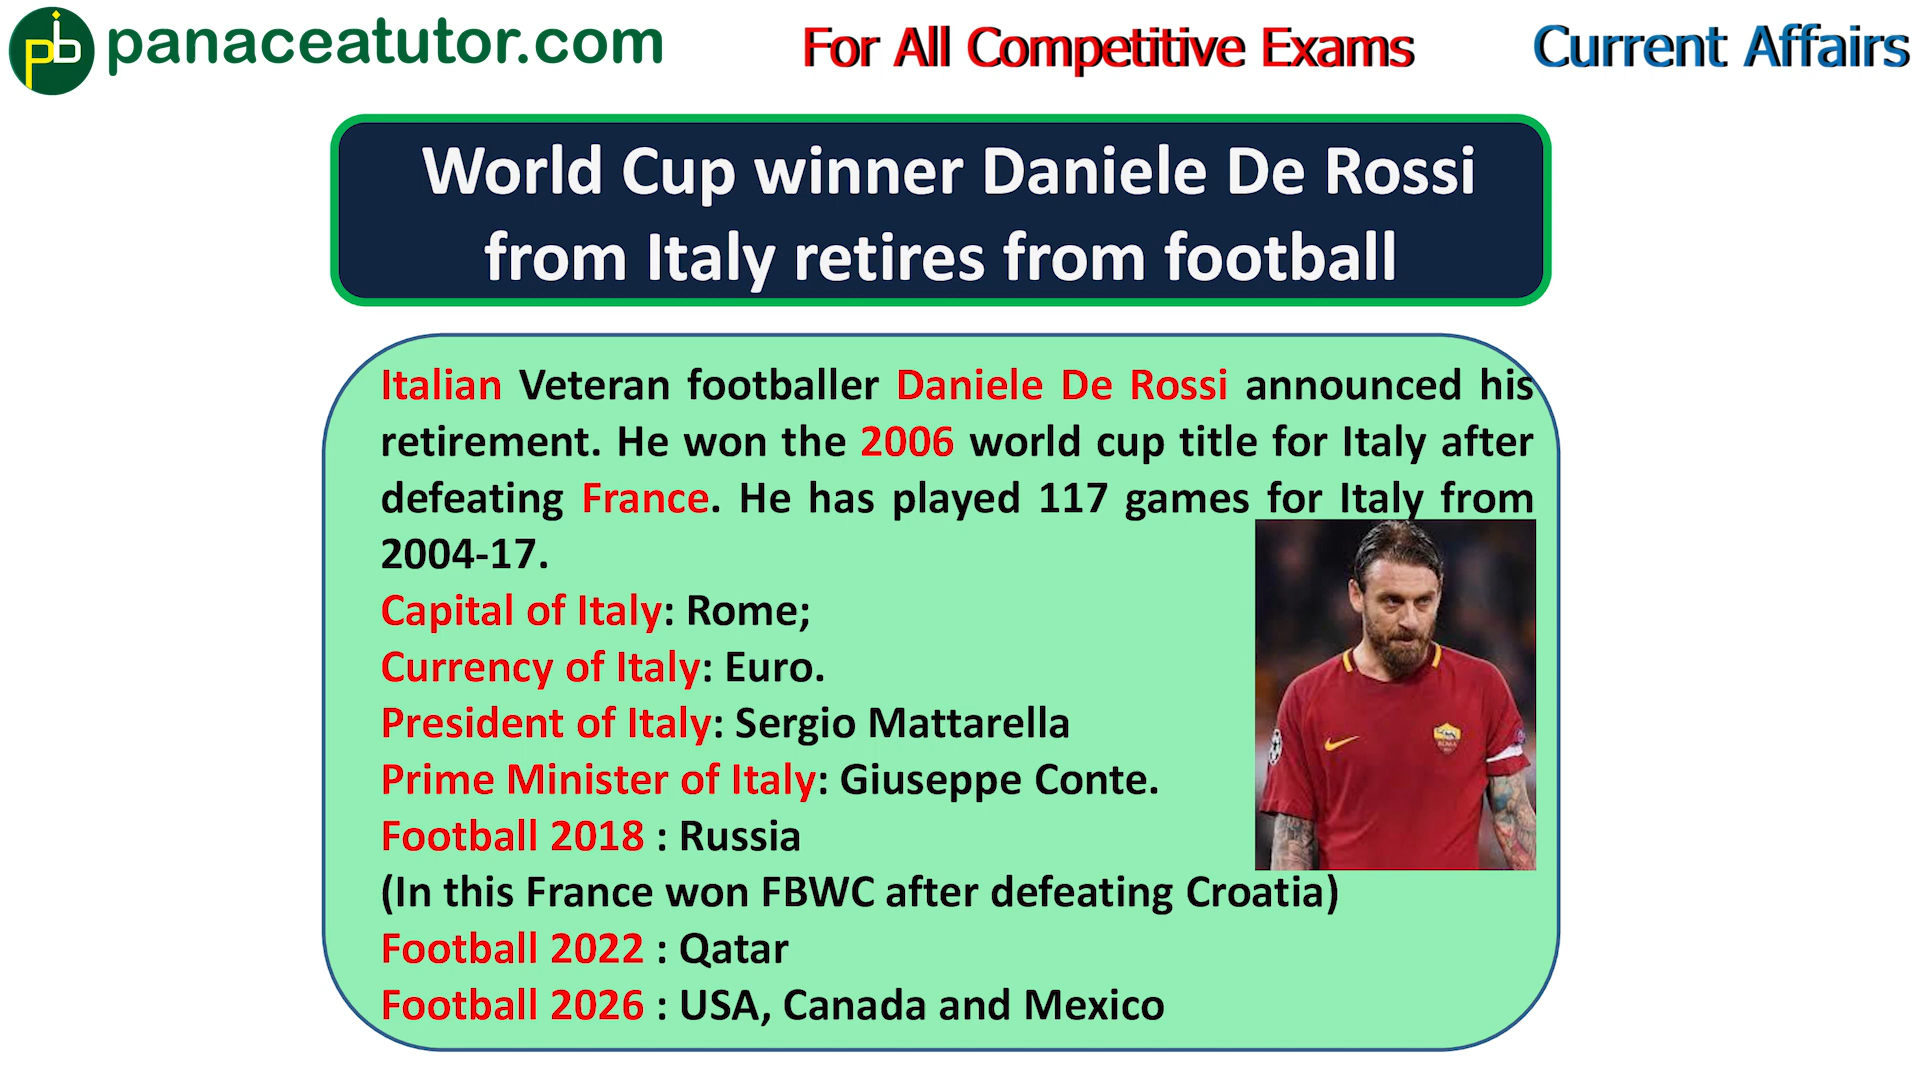 pb panaceatutor.com
For All Competitive Exams
Current Affairs
World Cup winner Daniele De Rossi
from Italy retires from football
Italian Veteran footballer Daniele De Rossi announced his
retirement. He won the 2006 world cup title for Italy after
defeating France. He has played 117 games for Italy from
2004-17.
Capital of Italy: Rome;
Currency of Italy: Euro.
President of Italy: Sergio Mattarella
Prime Minister of Italy: Giuseppe Conte.
Football 2018 : Russia
(In this France won FBWC after defeating Croatia)
Football 2022 : Qatar
Football 2026 : USA, Canada and Mexico
ROMA